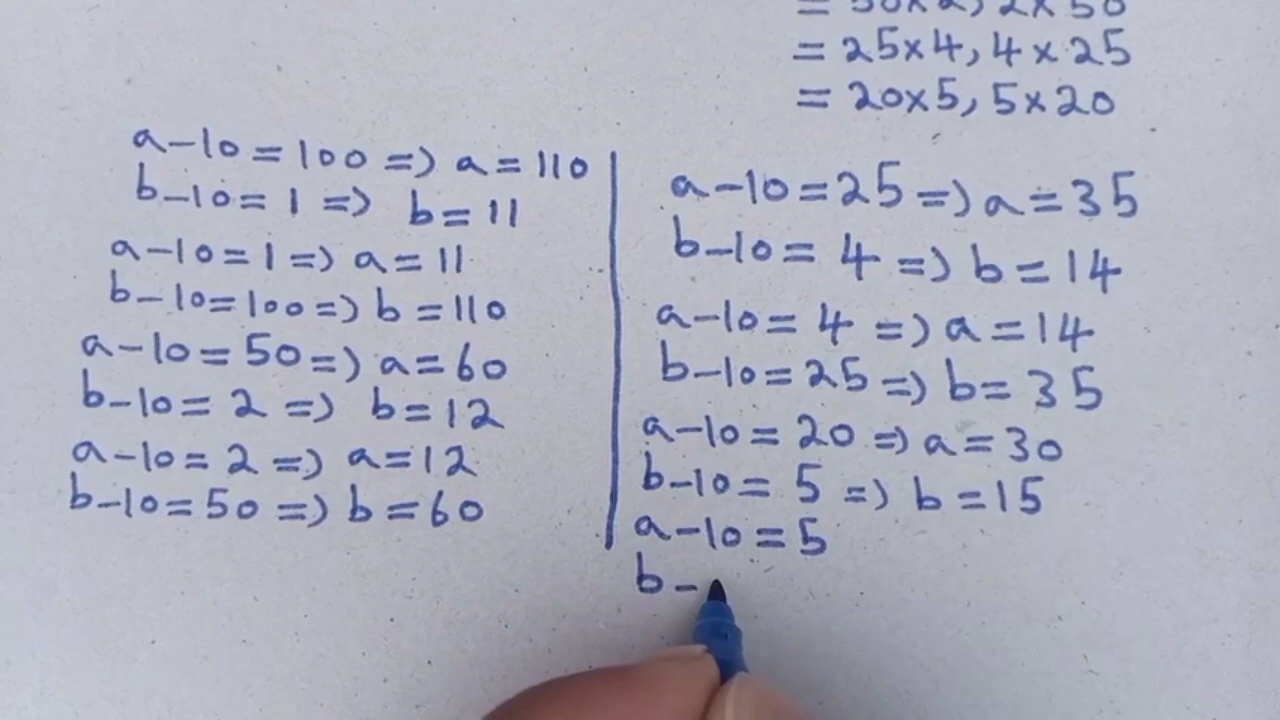 = 50x2, 2x50
= 25x4, 4x25
= 20x5, 5x20
a-10=100=) a=110
b-10=1=) b=11
a-10=1=) a=11
b-10=100=) b=110
a-10=50=) a=60
b-10=2=) b=12
a-10=2=) a=12
b-10=50=) b=60
a-10=25=) a=35
b-10=4=) b=14
a-10=4=) a=14
b-10=25=) b=35
a-10=20=) a=30
b-10=5=) b=15
a-10=5
b-